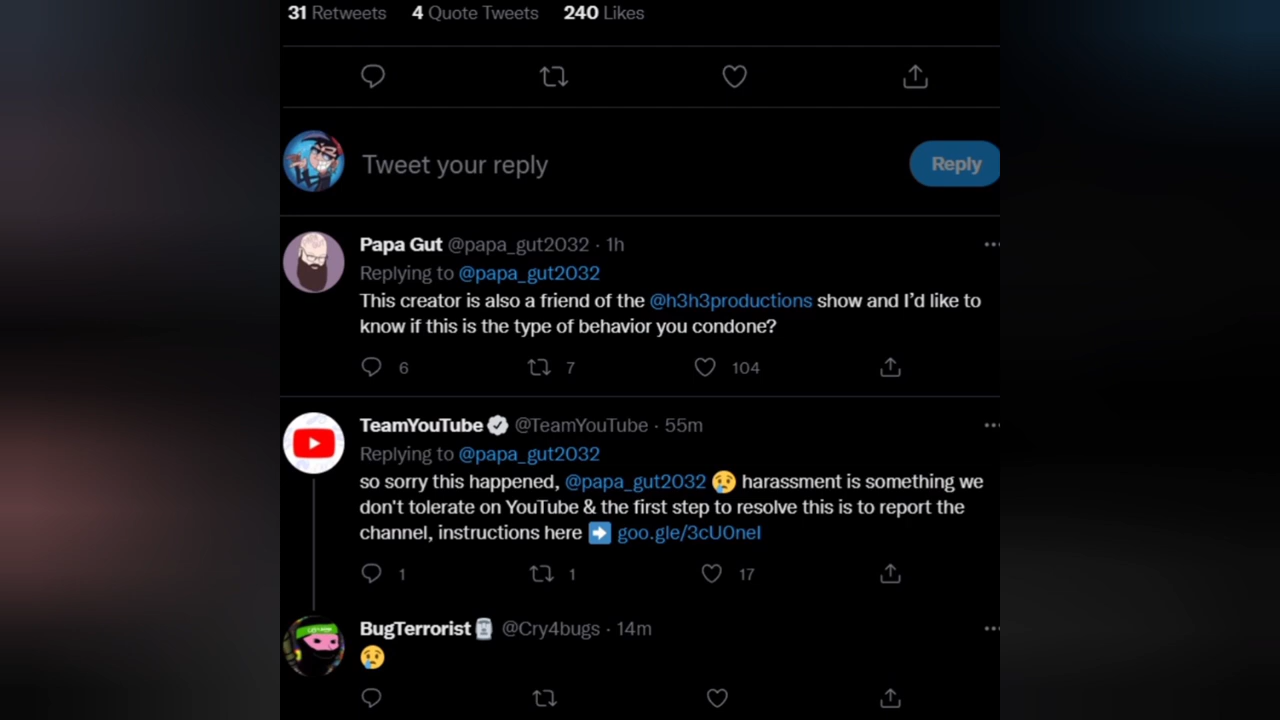 31 Retweets 4 Quote Tweets 240 Likes
Tweet your reply
Reply
Papa Gut @papa_gut2032 · 1h
Replying to @papa_gut2032
This creator is also a friend of the @h3h3productions show and I’d like to
know if this is the type of behavior you condone?
6 7 104
TeamYouTube @TeamYouTube · 55m
Replying to @papa_gut2032
so sorry this happened, @papa_gut2032 😢 harassment is something we
don't tolerate on YouTube & the first step to resolve this is to report the
channel, instructions here ➡️ goo.gle/3cU0neI
1 1 17
BugTerrorist🗿 @Cry4bugs · 14m
😢